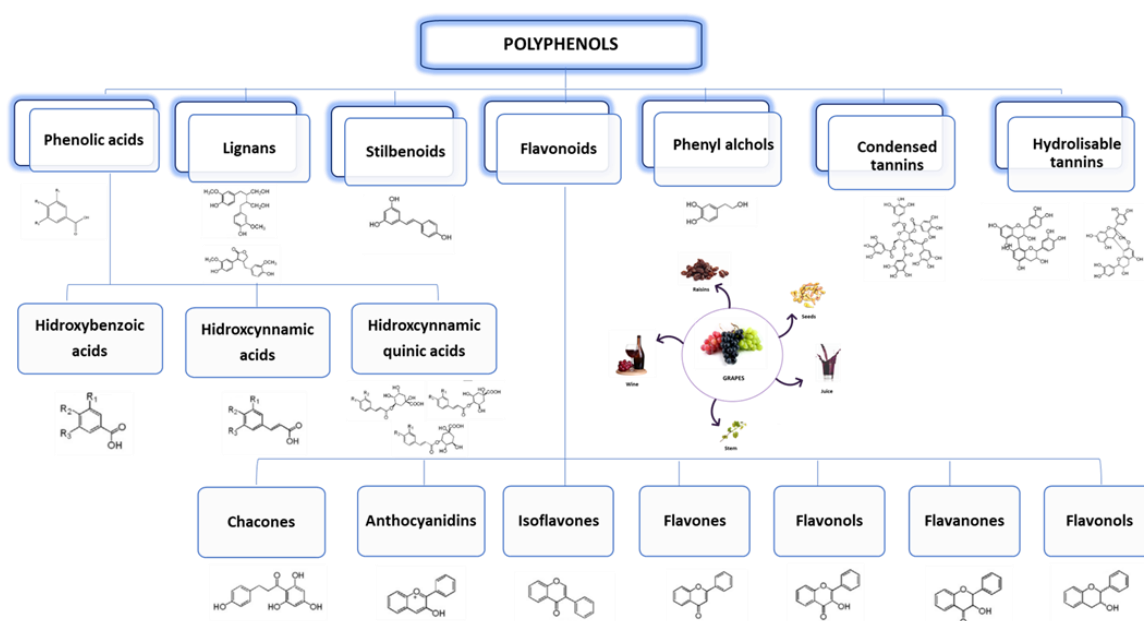 POLYPHENOLS
Phenolic acids
Lignans
Stilbenoids
Flavonoids
Phenyl alchols
Condensed
tannins
Hydrolisable
tannins
Hidroxybenzoic
acids
Hidroxcynnamic
acids
Hidroxcynnamic
quinic acids
Raisins
Seeds
Wine
GRAPES
Juice
Stem
Chacones
Anthocyanidins
Isoflavones
Flavones
Flavonols
Flavanones
Flavonols